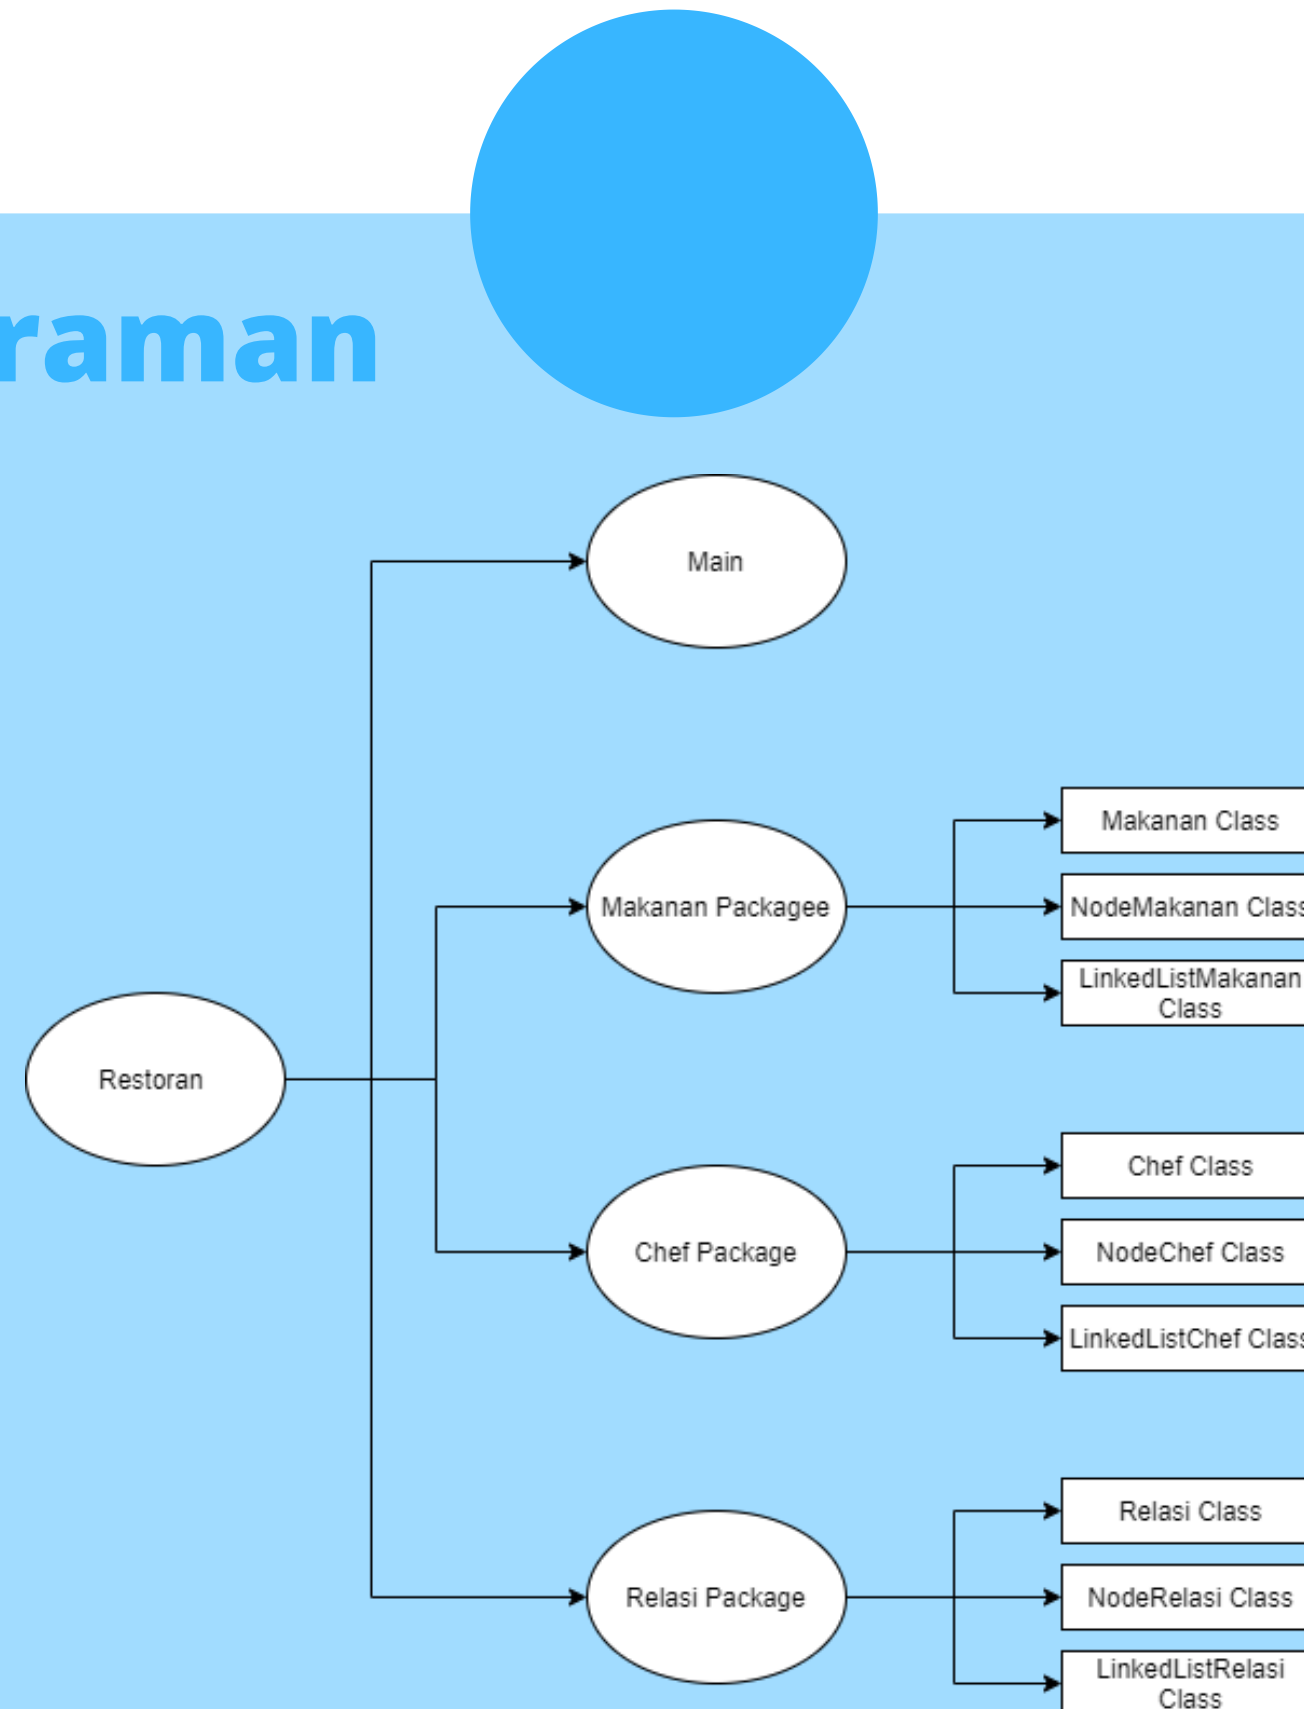 raman
Main
Makanan Class
Makanan Packagee
NodeMakanan Class
LinkedListMakanan
Class
Restoran
Chef Class
Chef Package
NodeChef Class
LinkedListChef Class
Relasi Class
Relasi Package
NodeRelasi Class
LinkedListRelasi
Class